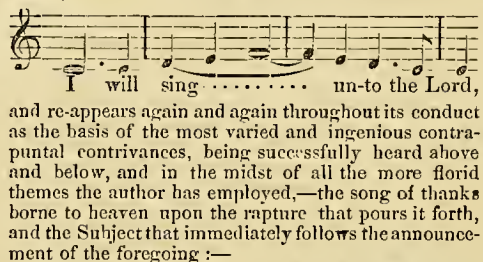 I will sing · · · · · · · · · · un-to the Lord,
and re-appears again and again throughout its conduct
as the basis of the most varied and ingenious contra-
puntal contrivances, being successfully heard above
and below, and in the midst of all the more florid
themes the author has employed,—the song of thanks
borne to heaven upon the rapture that pours it forth,
and the Subject that immediately follows the announce-
ment of the foregoing :—